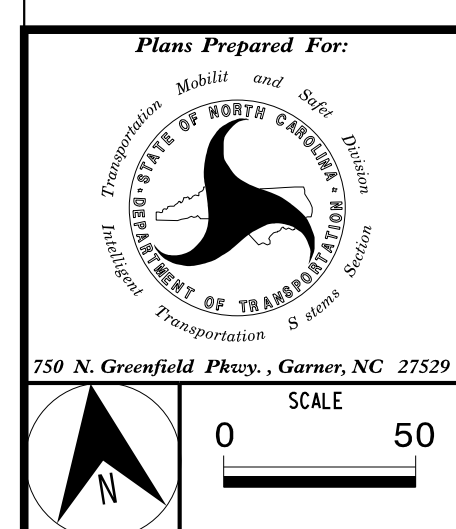 Plans Prepared For:
Transportation Mobilit and Safet Division
STATE OF NORTH CAROLINA
DEPARTMENT OF TRANSPORTATION
Intelligent Transportation S stems Section
750 N. Greenfield Pkwy. , Garner, NC 27529
SCALE
0 50
N